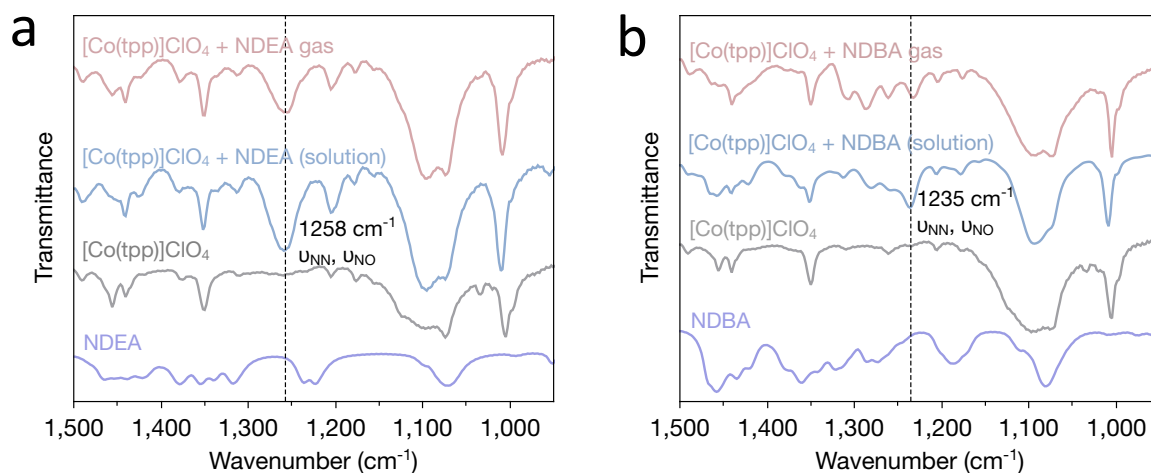 a
[Co(tpp)]ClO₄ + NDEA gas
[Co(tpp)]ClO₄ + NDEA (solution)
1258 cm⁻¹
υNN, υNO
[Co(tpp)]ClO₄
NDEA
Transmittance
1,500 1,400 1,300 1,200 1,100 1,000
Wavenumber (cm⁻¹)
b
[Co(tpp)]ClO₄ + NDBA gas
[Co(tpp)]ClO₄ + NDBA (solution)
1235 cm⁻¹
υNN, υNO
[Co(tpp)]ClO₄
NDBA
Transmittance
1,500 1,400 1,300 1,200 1,100 1,000
Wavenumber (cm⁻¹)